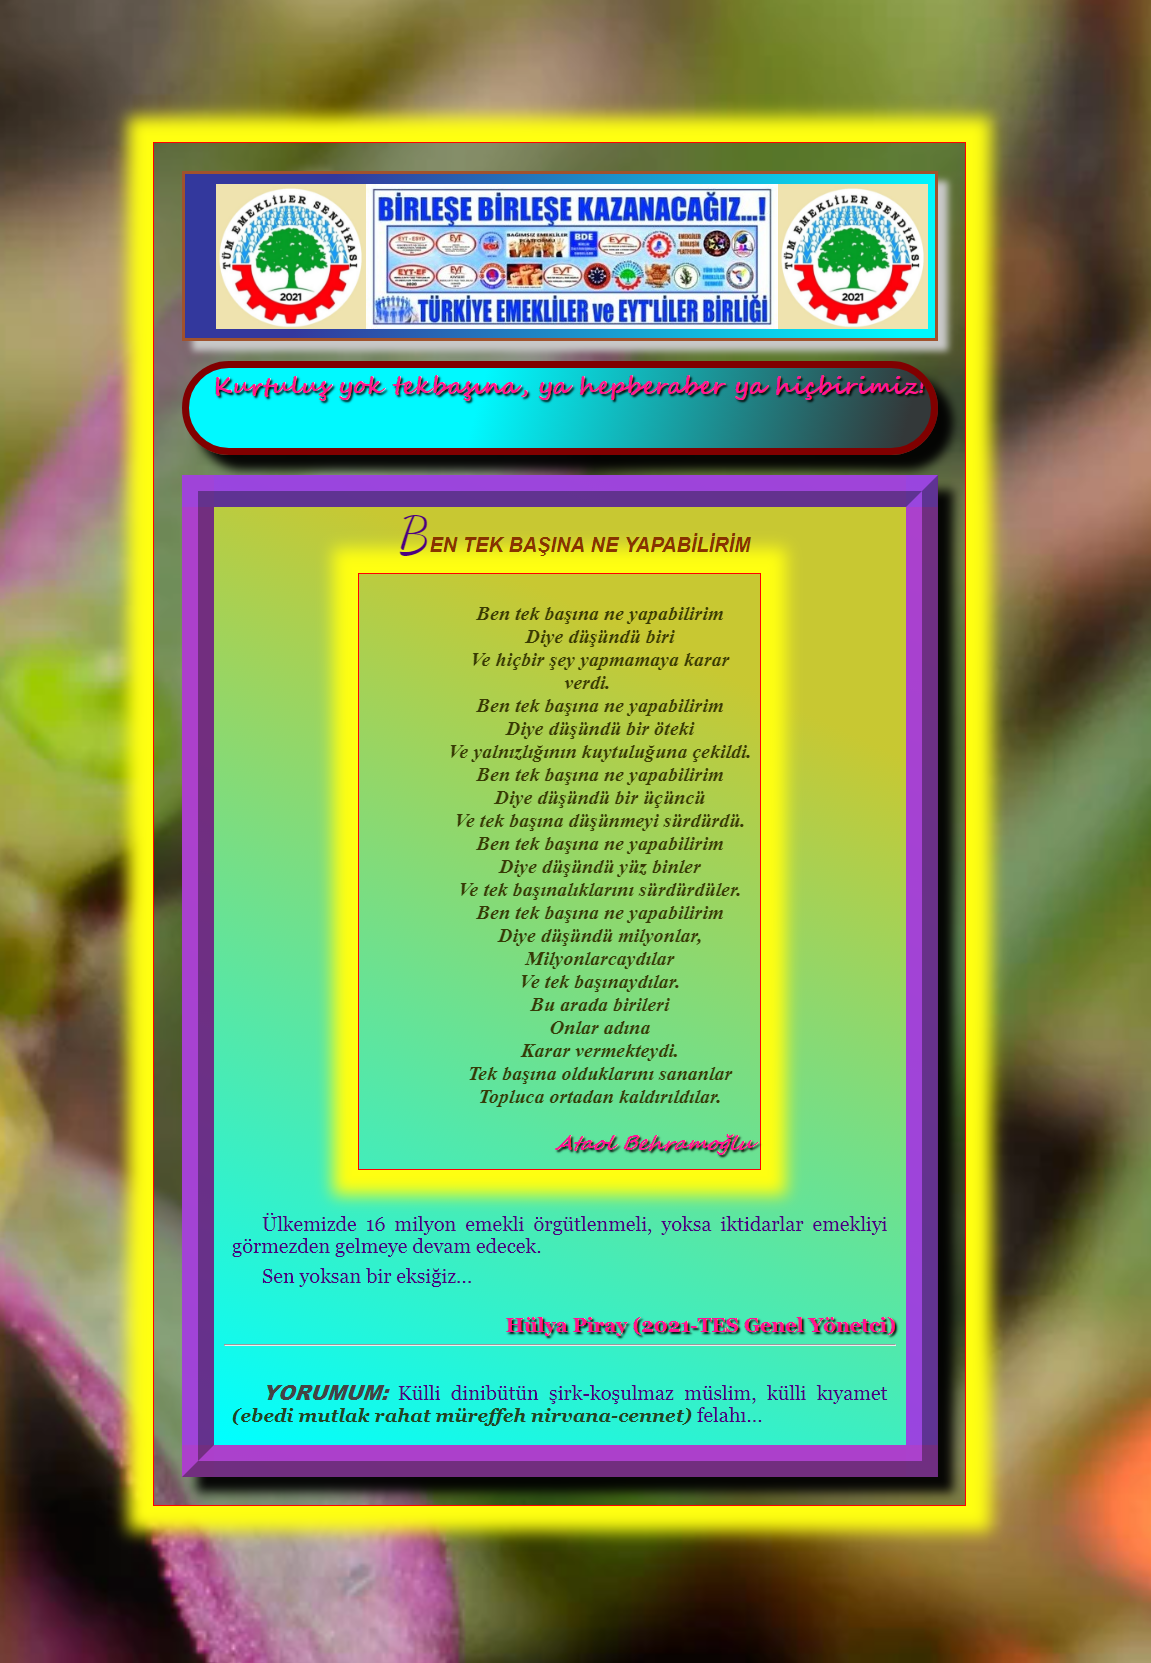 TÜM EMEKLİLER SENDİKASI
2021
BİRLEŞE BİRLEŞE KAZANACAĞIZ...!
BDE
EYT
TÜRKİYE EMEKLİLER ve EYT'LİLER BİRLİĞİ
TÜM EMEKLİLER SENDİKASI
2021
Kurtuluş yok tekbaşına, ya hepberaber ya hiçbirimiz!
BEN TEK BAŞINA NE YAPABİLİRİM
Ben tek başına ne yapabilirim
Diye düşündü biri
Ve hiçbir şey yapmamaya karar
verdi.
Ben tek başına ne yapabilirim
Diye düşündü bir öteki
Ve yalnızlığının kuytuluğuna çekildi.
Ben tek başına ne yapabilirim
Diye düşündü bir üçüncü
Ve tek başına düşünmeyi sürdürdü.
Ben tek başına ne yapabilirim
Diye düşündü yüz binler
Ve tek başınalıklarını sürdürdüler.
Ben tek başına ne yapabilirim
Diye düşündü milyonlar,
Milyonlarcaydılar
Ve tek başınaydılar.
Bu arada birileri
Onlar adına
Karar vermekteydi.
Tek başına olduklarını sananlar
Topluca ortadan kaldırıldılar.
Ataol Behramoğlu
Ülkemizde 16 milyon emekli örgütlenmeli, yoksa iktidarlar emekliyi
görmezden gelmeye devam edecek.
Sen yoksan bir eksiğiz...
Hülya Piray (2021-TES Genel Yönetci)
YORUMUM: Külli dinibütün şirk-koşulmaz müslim, külli kıyamet
(ebedi mutlak rahat müreffeh nirvana-cennet) felahı...